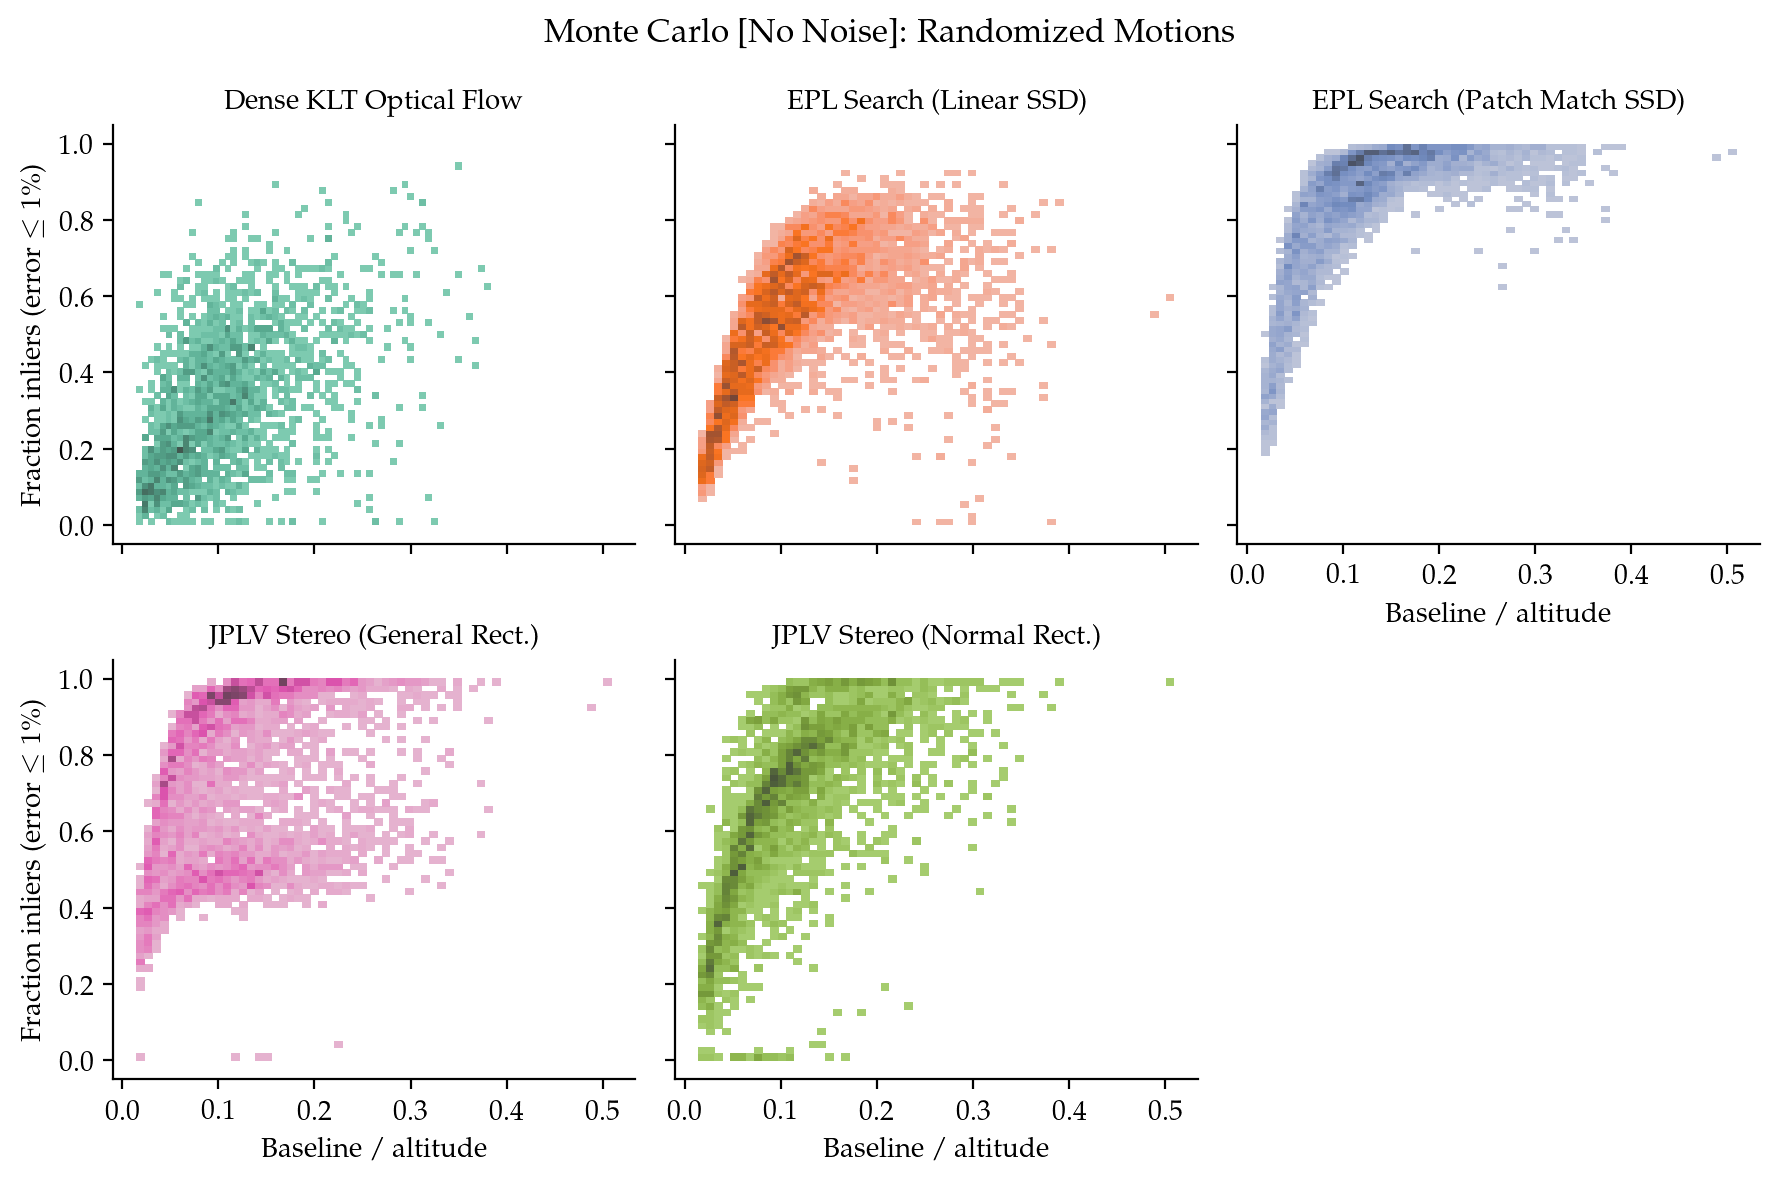 Monte Carlo [No Noise]: Randomized Motions
Dense KLT Optical Flow
EPL Search (Linear SSD)
EPL Search (Patch Match SSD)
Fraction inliers (error ≤ 1%)
1.0
0.8
0.6
0.4
0.2
0.0
0.0 0.1 0.2 0.3 0.4 0.5
Baseline / altitude
JPLV Stereo (General Rect.)
JPLV Stereo (Normal Rect.)
Fraction inliers (error ≤ 1%)
1.0
0.8
0.6
0.4
0.2
0.0
0.0 0.1 0.2 0.3 0.4 0.5
Baseline / altitude
0.0 0.1 0.2 0.3 0.4 0.5
Baseline / altitude